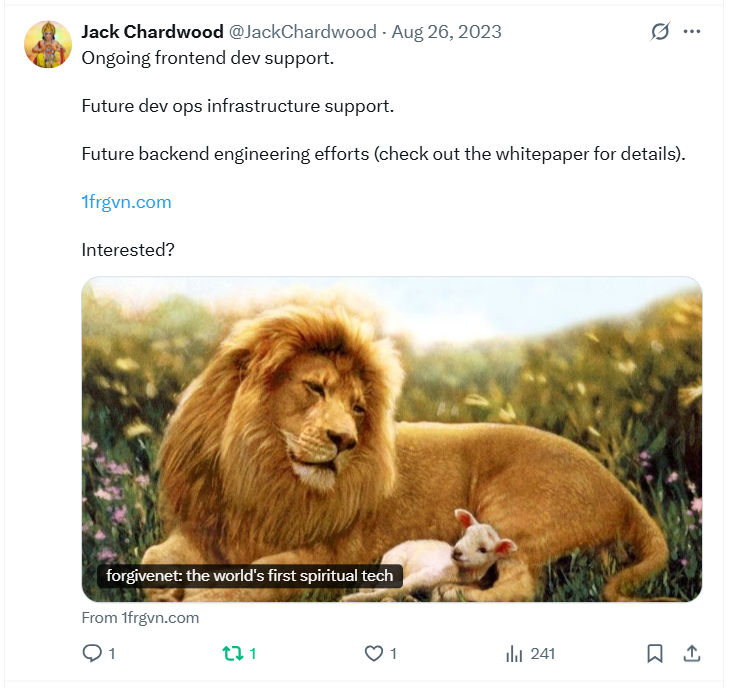 Jack Chardwood @JackChardwood · Aug 26, 2023
Ongoing frontend dev support.
Future dev ops infrastructure support.
Future backend engineering efforts (check out the whitepaper for details).
1frgvn.com
Interested?
forgivenet: the world's first spiritual tech
From 1frgvn.com
1 1 1 241